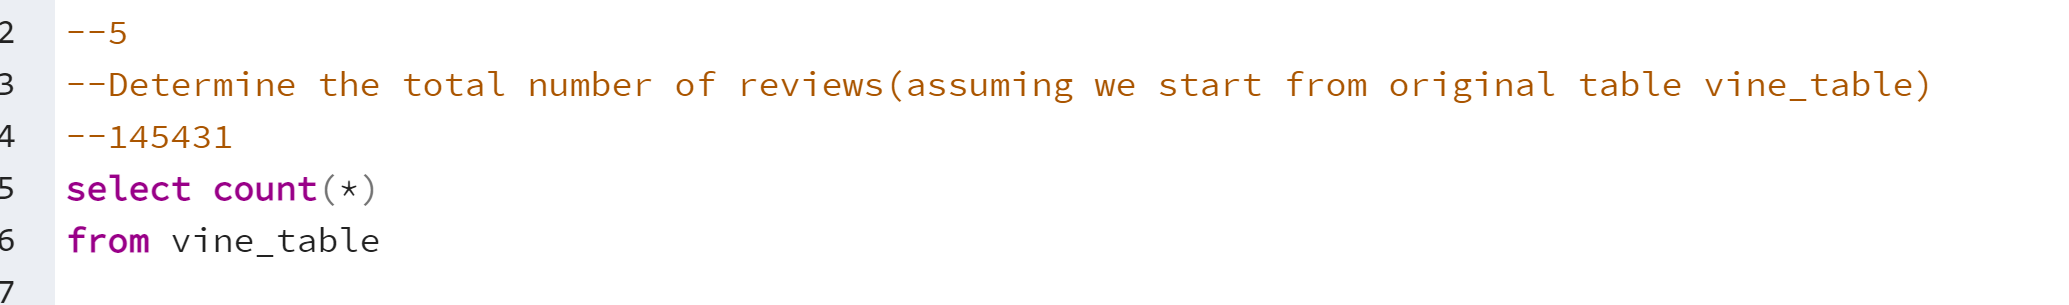 2 --5
3 --Determine the total number of reviews(assuming we start from original table vine_table)
4 --145431
5 select count(*)
6 from vine_table
7